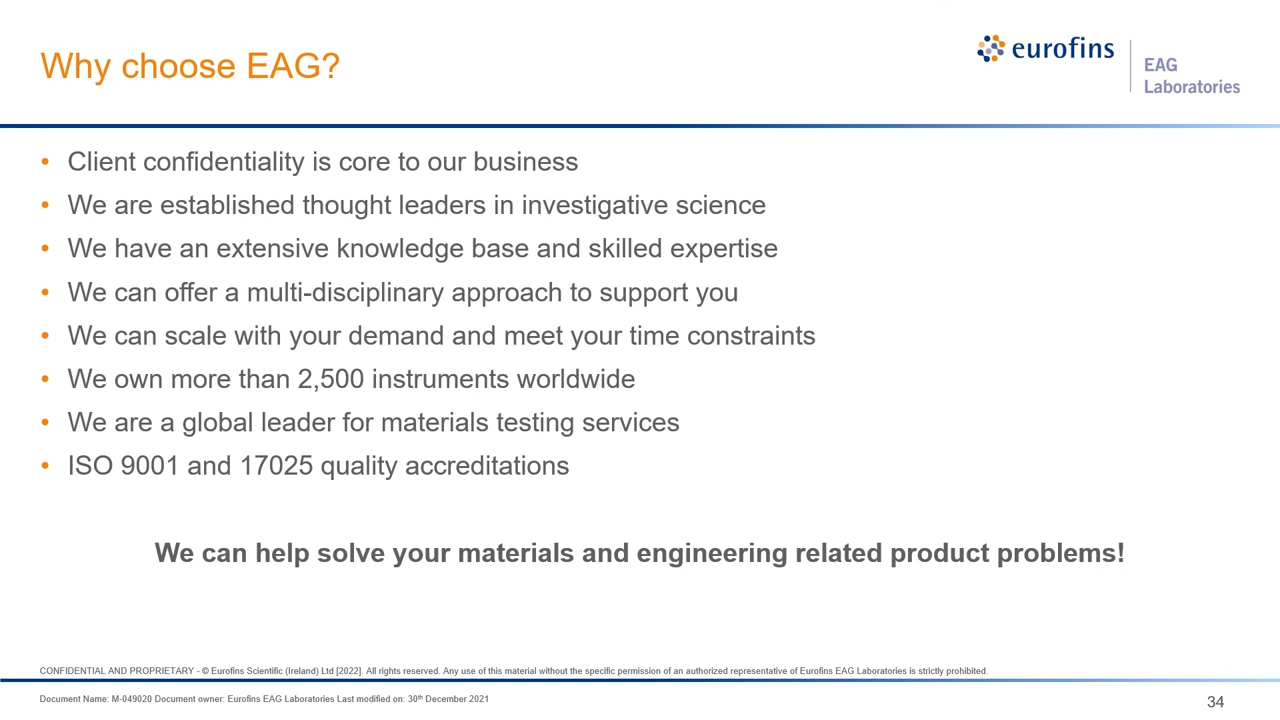 Why choose EAG?
eurofins
EAG
Laboratories
• Client confidentiality is core to our business
• We are established thought leaders in investigative science
• We have an extensive knowledge base and skilled expertise
• We can offer a multi-disciplinary approach to support you
• We can scale with your demand and meet your time constraints
• We own more than 2,500 instruments worldwide
• We are a global leader for materials testing services
• ISO 9001 and 17025 quality accreditations
We can help solve your materials and engineering related product problems!
CONFIDENTIAL AND PROPRIETARY - © Eurofins Scientific (Ireland) Ltd [2022]. All rights reserved. Any use of this material without the specific permission of an authorized representative of Eurofins EAG Laboratories is strictly prohibited.
Document Name: M-049020 Document owner: Eurofins EAG Laboratories Last modified on: 30th December 2021
34